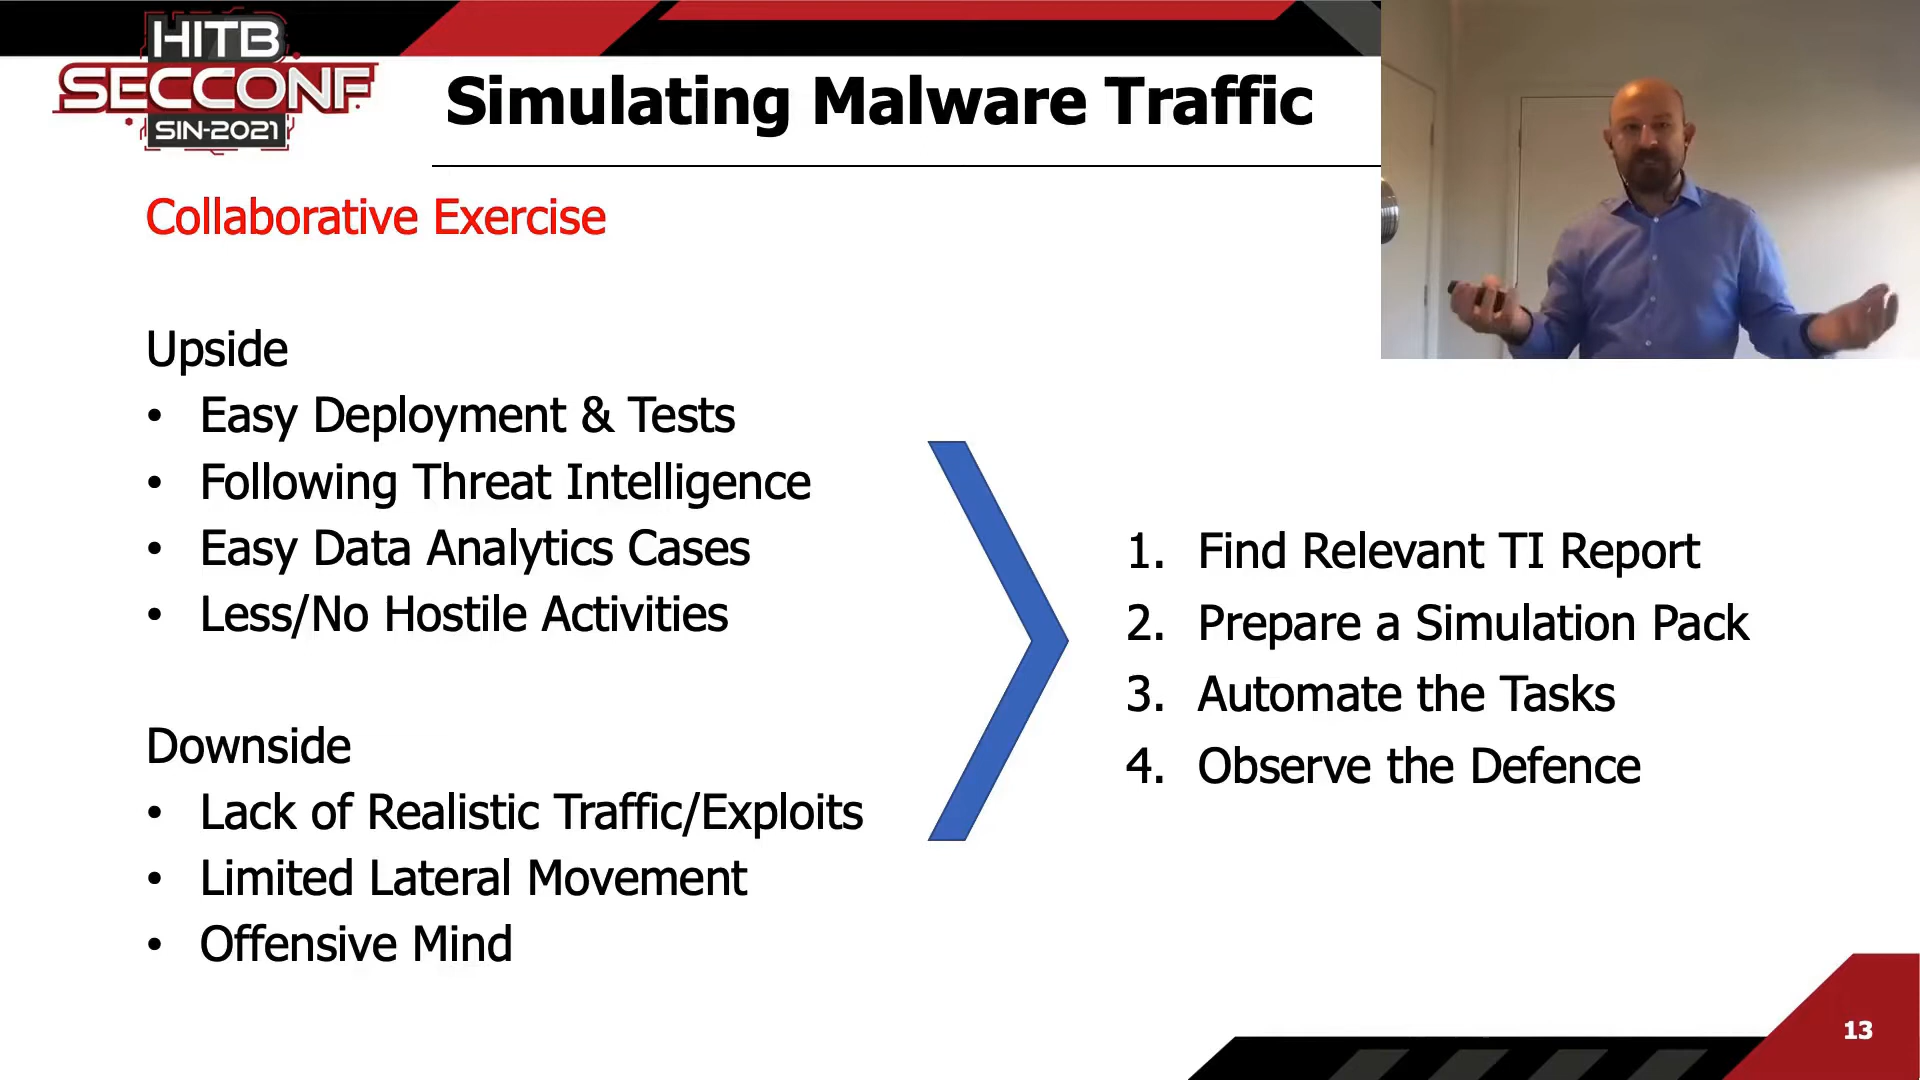 HITB
SECCONF
SIN-2021
Simulating Malware Traffic
Collaborative Exercise
Upside
• Easy Deployment & Tests
• Following Threat Intelligence
• Easy Data Analytics Cases
• Less/No Hostile Activities
Downside
• Lack of Realistic Traffic/Exploits
• Limited Lateral Movement
• Offensive Mind
1. Find Relevant TI Report
2. Prepare a Simulation Pack
3. Automate the Tasks
4. Observe the Defence
13